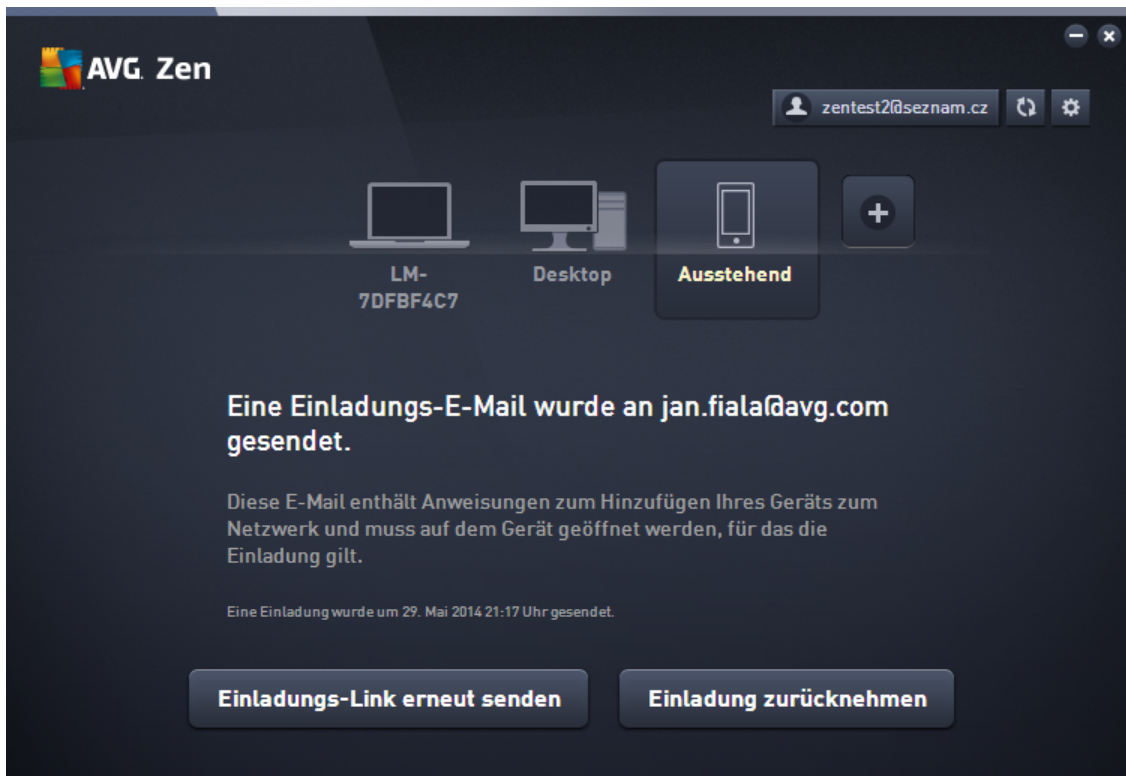 AVG. Zen
zentest2@seznam.cz
LM-
7DFBF4C7
Desktop
Ausstehend
Eine Einladungs-E-Mail wurde an jan.fiala@avg.com
gesendet.
Diese E-Mail enthält Anweisungen zum Hinzufügen Ihres Geräts zum
Netzwerk und muss auf dem Gerät geöffnet werden, für das die
Einladung gilt.
Eine Einladung wurde um 29. Mai 2014 21:17 Uhr gesendet.
Einladungs-Link erneut senden
Einladung zurücknehmen